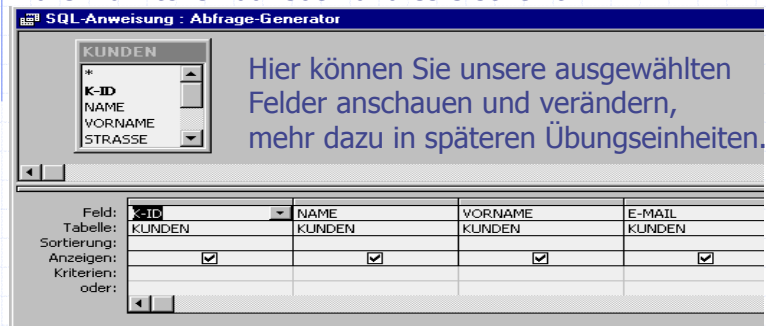 SQL-Anweisung : Abfrage-Generator
KUNDEN
*
K-ID
NAME
VORNAME
STRASSE
Hier können Sie unsere ausgewählten
Felder anschauen und verändern,
mehr dazu in späteren Übungseinheiten.
Feld: K-ID NAME VORNAME E-MAIL
Tabelle: KUNDEN KUNDEN KUNDEN KUNDEN
Sortierung:
Anzeigen:
Kriterien:
oder: